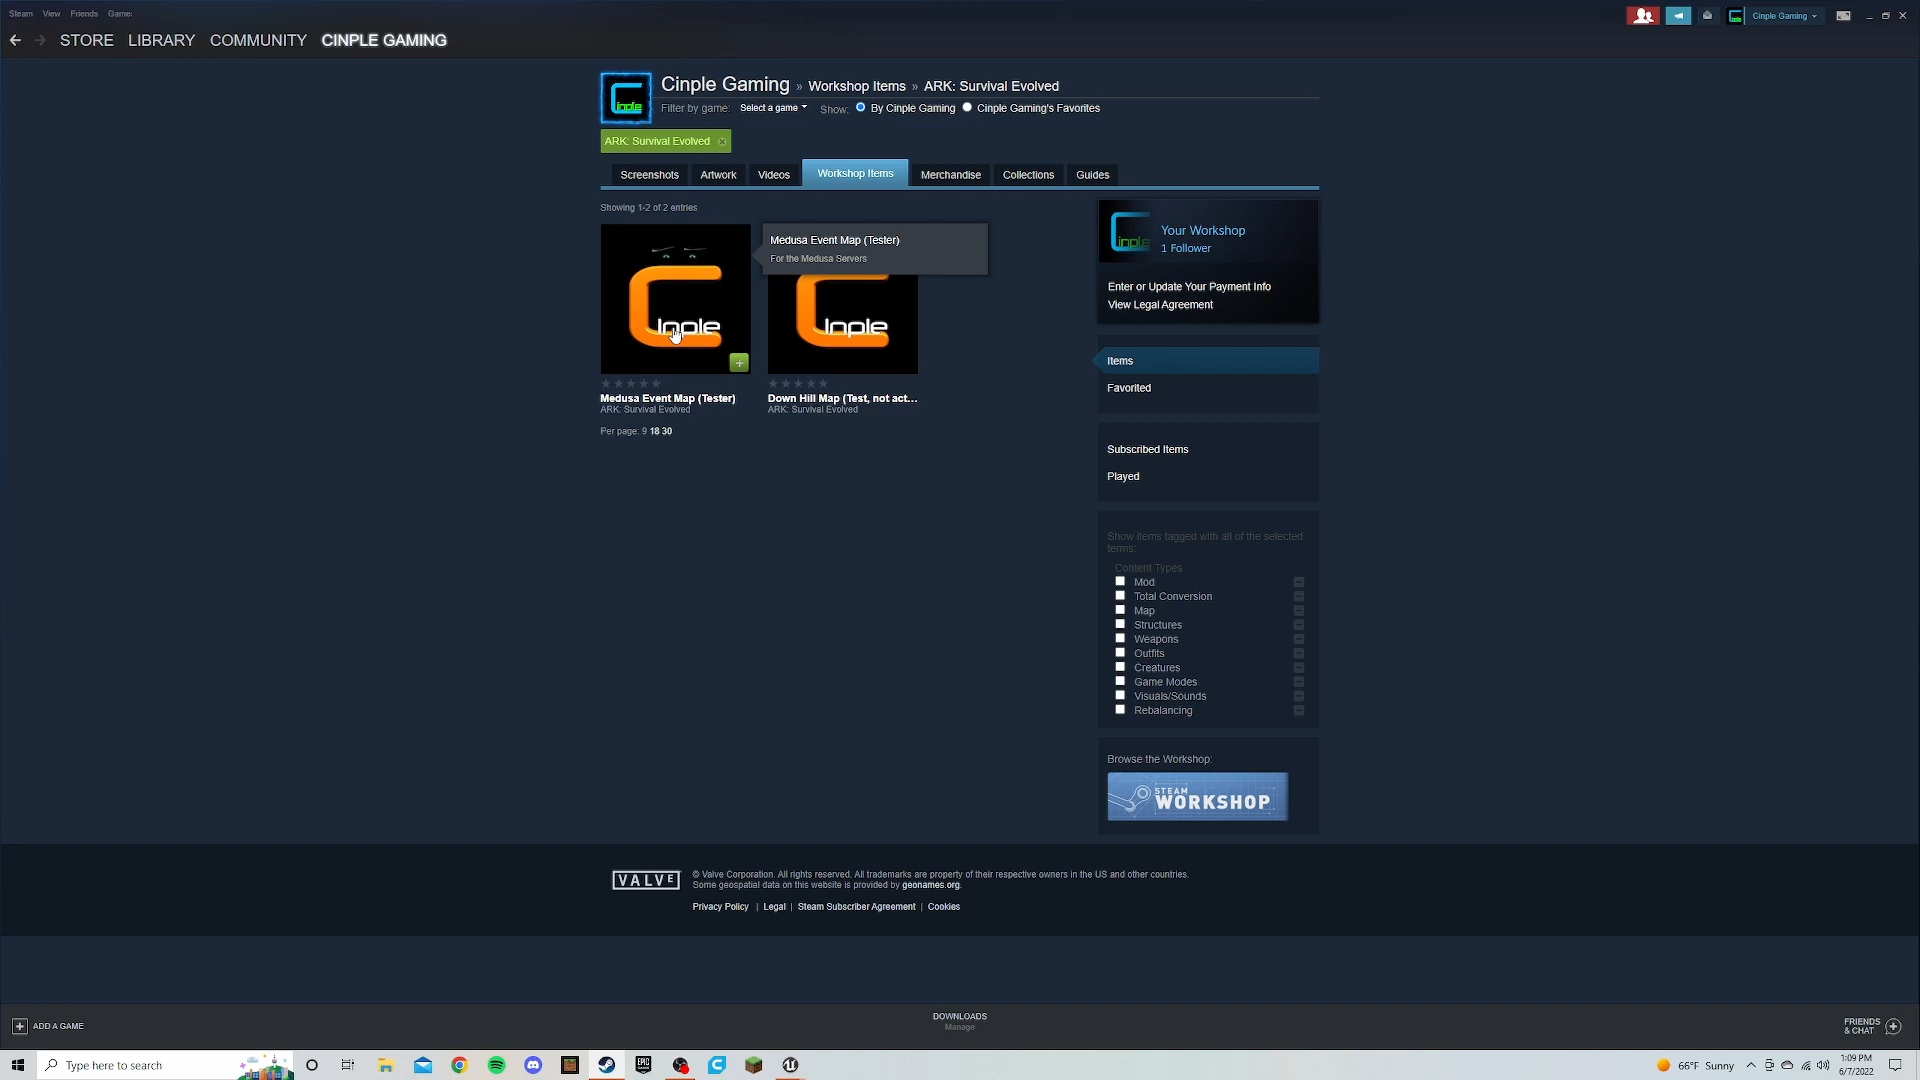 Steam View Friends Games
Cinple Gaming
STORE LIBRARY COMMUNITY CINPLE GAMING
Cinple Gaming » Workshop Items » ARK: Survival Evolved
Filter by game: Select a game Show: By Cinple Gaming Cinple Gaming's Favorites
ARK: Survival Evolved
Screenshots Artwork Videos Workshop Items Merchandise Collections Guides
Showing 1-2 of 2 entries
Medusa Event Map (Tester)
For the Medusa Servers
Cinple
Cinple
Medusa Event Map (Tester)
ARK: Survival Evolved
Down Hill Map (Test, not act...
ARK: Survival Evolved
Per page: 9 18 30
Your Workshop
1 Follower
Enter or Update Your Payment Info
View Legal Agreement
Items
Favorited
Subscribed Items
Played
Show items tagged with all of the selected
terms:
Content Types
Mod
Total Conversion
Map
Structures
Weapons
Outfits
Creatures
Game Modes
Visuals/Sounds
Rebalancing
Browse the Workshop:
STEAM
WORKSHOP
VALVE
© Valve Corporation. All rights reserved. All trademarks are property of their respective owners in the US and other countries.
Some geospatial data on this website is provided by geonames.org.
Privacy Policy | Legal | Steam Subscriber Agreement | Cookies
ADD A GAME
DOWNLOADS
Manage
FRIENDS
& CHAT
Type here to search
EPIC
GAMES
66°F Sunny
1:09 PM
6/7/2022